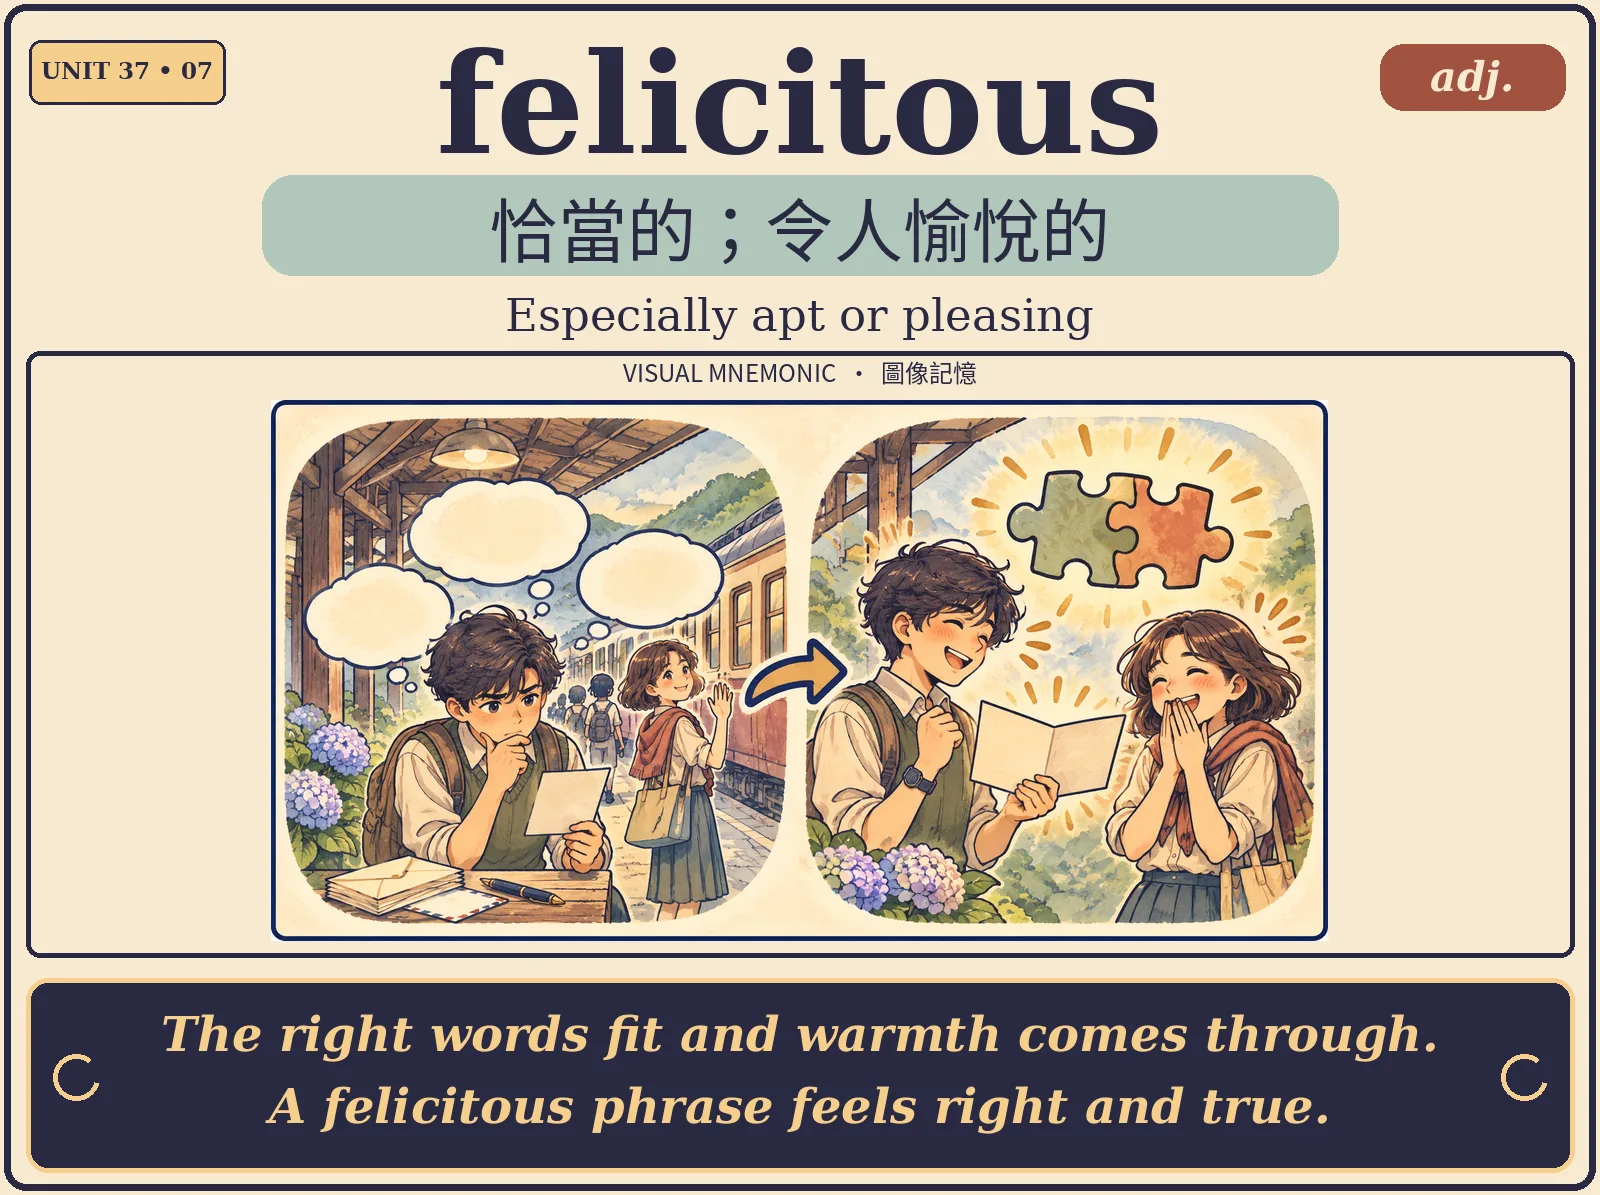 UNIT 37 • 07
felicitous
adj.
恰當的；令人愉悅的
Especially apt or pleasing
VISUAL MNEMONIC • 圖像記憶
The right words fit and warmth comes through.
A felicitous phrase feels right and true.